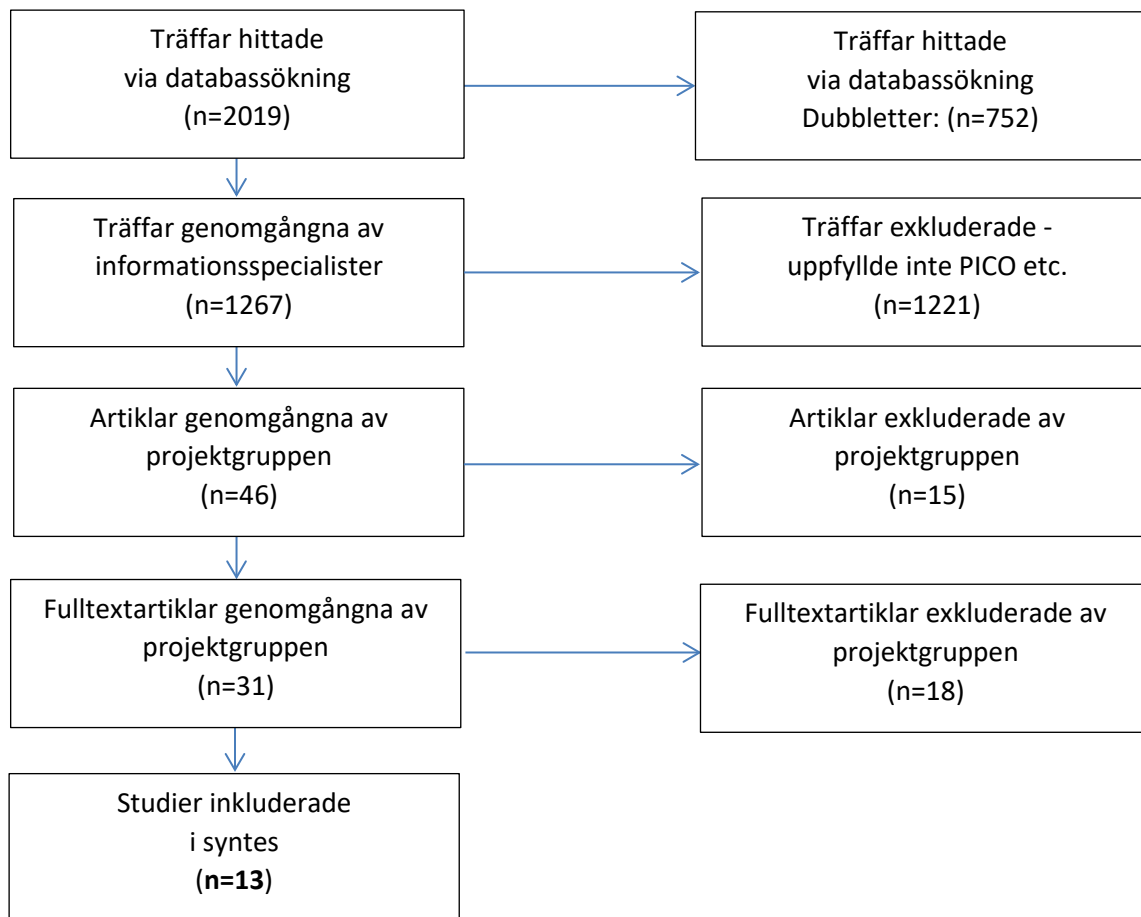 Träffar hittade
via databassökning
(n=2019)
Träffar hittade
via databassökning
Dubbletter: (n=752)
Träffar genomgångna av
informationsspecialister
(n=1267)
Träffar exkluderade -
uppfyllde inte PICO etc.
(n=1221)
Artiklar genomgångna av
projektgruppen
(n=46)
Artiklar exkluderade av
projektgruppen
(n=15)
Fulltextartiklar genomgångna av
projektgruppen
(n=31)
Fulltextartiklar exkluderade av
projektgruppen
(n=18)
Studier inkluderade
i syntes
(n=13)